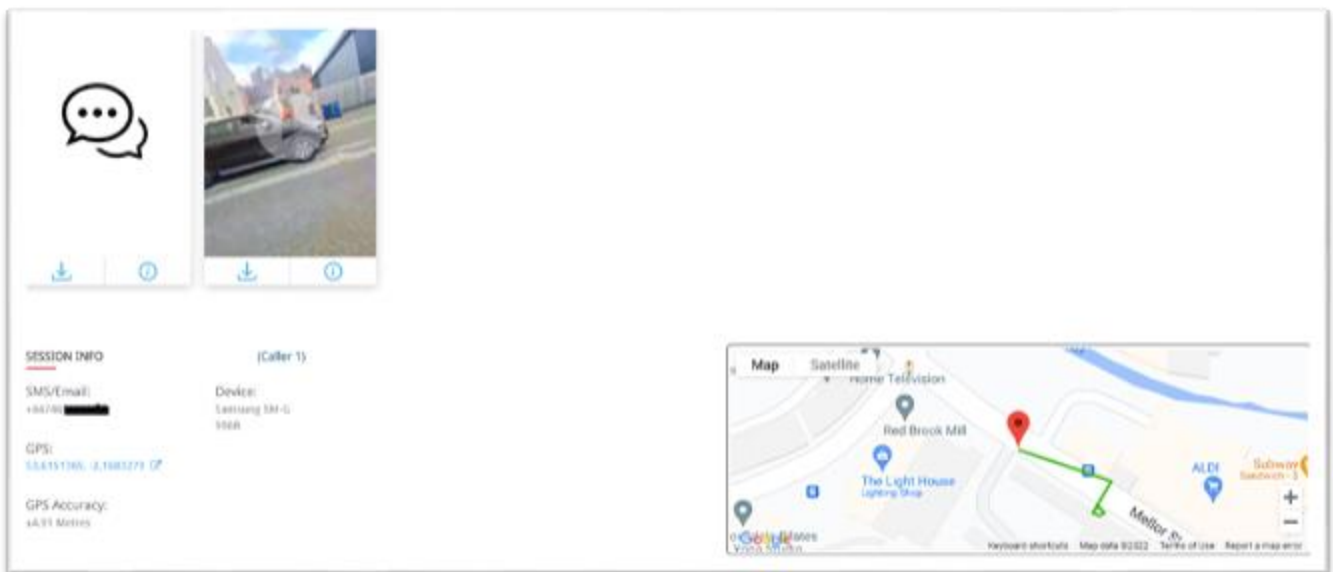 SESSION INFO
(Caller 1)
SMS/Email:
Device:
Samsung SM-G
GPS:
GPS Accuracy:
Metres
Map
Satellite
Home Television
Red Brook Mill
The Light House
Lighting Shop
ALDI
Subway
Mellor
Google
Keyboard shortcuts
Map data ©2022
Terms of Use
Report a map error